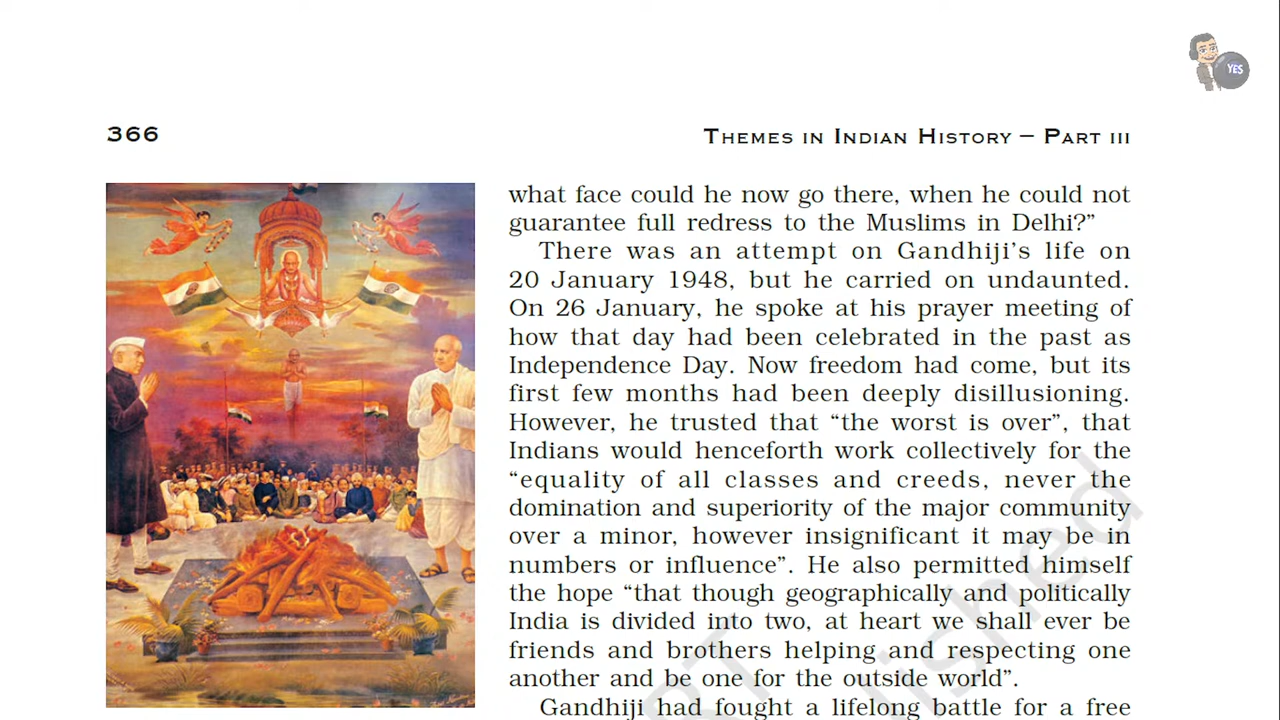 YES
366
THEMES IN INDIAN HISTORY – PART III
what face could he now go there, when he could not
guarantee full redress to the Muslims in Delhi?”
There was an attempt on Gandhiji’s life on
20 January 1948, but he carried on undaunted.
On 26 January, he spoke at his prayer meeting of
how that day had been celebrated in the past as
Independence Day. Now freedom had come, but its
first few months had been deeply disillusioning.
However, he trusted that “the worst is over”, that
Indians would henceforth work collectively for the
“equality of all classes and creeds, never the
domination and superiority of the major community
over a minor, however insignificant it may be in
numbers or influence”. He also permitted himself
the hope “that though geographically and politically
India is divided into two, at heart we shall ever be
friends and brothers helping and respecting one
another and be one for the outside world”.
Gandhiji had fought a lifelong battle for a free